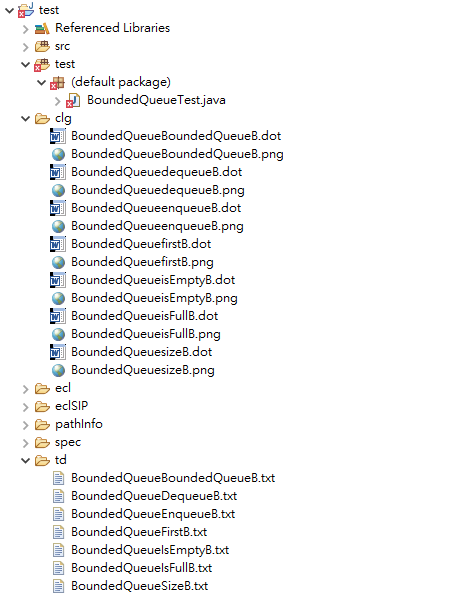 test
Referenced Libraries
src
test
(default package)
BoundedQueueTest.java
clg
BoundedQueueBoundedQueueB.dot
BoundedQueueBoundedQueueB.png
BoundedQueuedequeueB.dot
BoundedQueuedequeueB.png
BoundedQueueenqueueB.dot
BoundedQueueenqueueB.png
BoundedQueuefirstB.dot
BoundedQueuefirstB.png
BoundedQueueisEmptyB.dot
BoundedQueueisEmptyB.png
BoundedQueueisFullB.dot
BoundedQueueisFullB.png
BoundedQueuesizeB.dot
BoundedQueuesizeB.png
ecl
eclSIP
pathInfo
spec
td
BoundedQueueBoundedQueueB.txt
BoundedQueueDequeueB.txt
BoundedQueueEnqueueB.txt
BoundedQueueFirstB.txt
BoundedQueueIsEmptyB.txt
BoundedQueueIsFullB.txt
BoundedQueueSizeB.txt